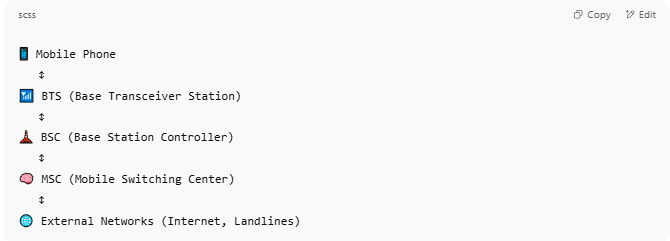 scss
Copy
Edit
📱 Mobile Phone
↕
📶 BTS (Base Transceiver Station)
↕
🗼 BSC (Base Station Controller)
↕
🧠 MSC (Mobile Switching Center)
↕
🌐 External Networks (Internet, Landlines)